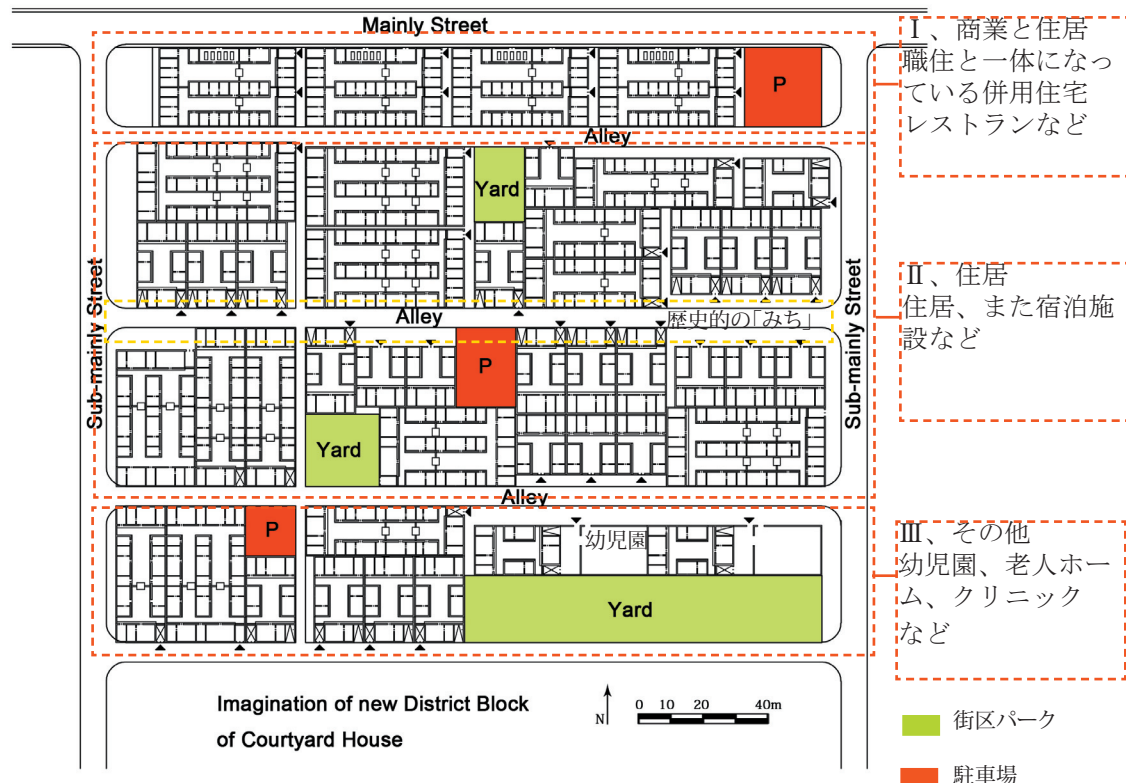 Mainly Street
P
Alley
Yard
Sub-mainly Street
Sub-mainly Street
Alley
歴史的の「みち」
P
Yard
Alley
P
幼児園
Yard
Imagination of new District Block
of Courtyard House
N
0 10 20 40m
Ⅰ、商業と住居
職住と一体になっ
ている併用住宅
レストランなど
Ⅱ、住居
住居、また宿泊施
設など
Ⅲ、その他
幼児園、老人ホー
ム、クリニック
など
街区パーク
駐車場